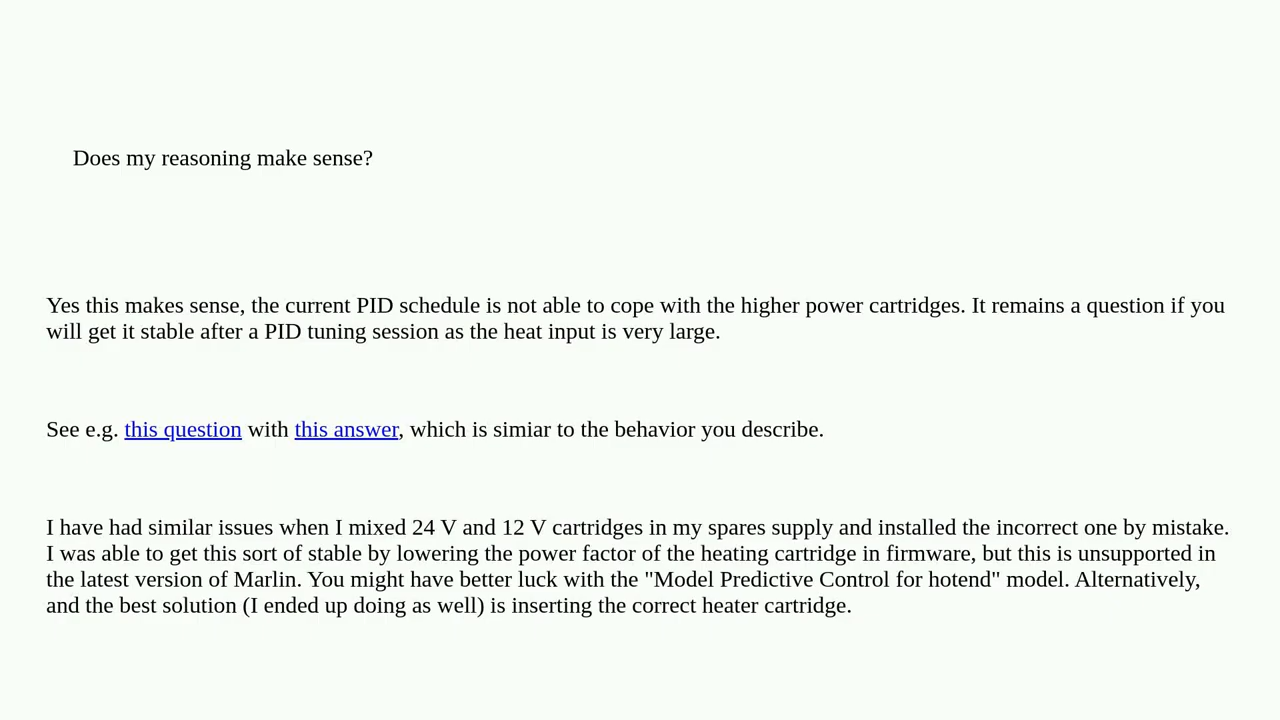 Does my reasoning make sense?
Yes this makes sense, the current PID schedule is not able to cope with the higher power cartridges. It remains a question if you
will get it stable after a PID tuning session as the heat input is very large.
See e.g. this question with this answer, which is simiar to the behavior you describe.
I have had similar issues when I mixed 24 V and 12 V cartridges in my spares supply and installed the incorrect one by mistake.
I was able to get this sort of stable by lowering the power factor of the heating cartridge in firmware, but this is unsupported in
the latest version of Marlin. You might have better luck with the "Model Predictive Control for hotend" model. Alternatively,
and the best solution (I ended up doing as well) is inserting the correct heater cartridge.